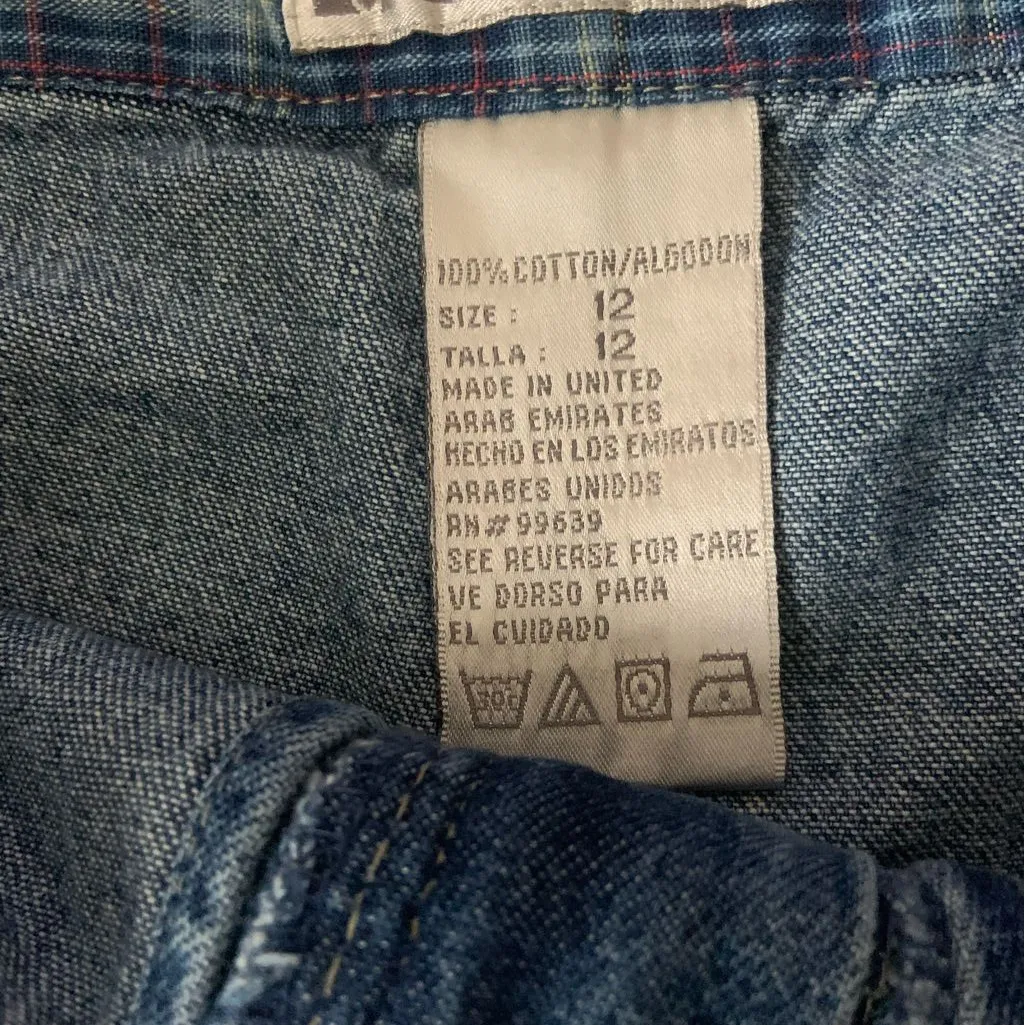 100% COTTON/ALGODON
SIZE : 12
TALLA : 12
MADE IN UNITED
ARAB EMIRATES
HECHO EN LOS EMIRATOS
ARABES UNIDOS
RN# 99639
SEE REVERSE FOR CARE
VE DORSO PARA
EL CUIDADO
30C